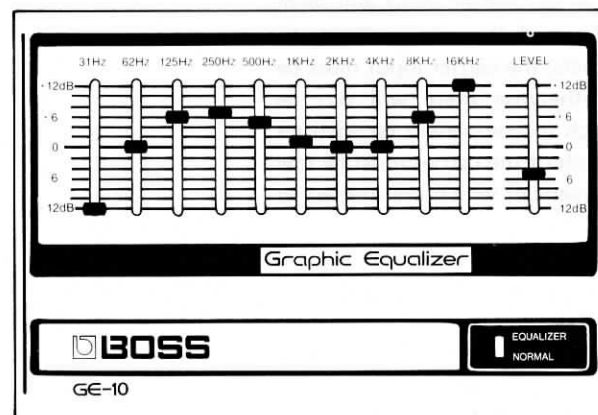 31Hz 62Hz 125Hz 250Hz 500Hz 1KHz 2KHz 4KHz 8KHz 16KHz LEVEL
+12dB +12dB
+6 +6
0 0
6 6
12dB 12dB
Graphic Equalizer
BOSS
EQUALIZER
NORMAL
GE-10